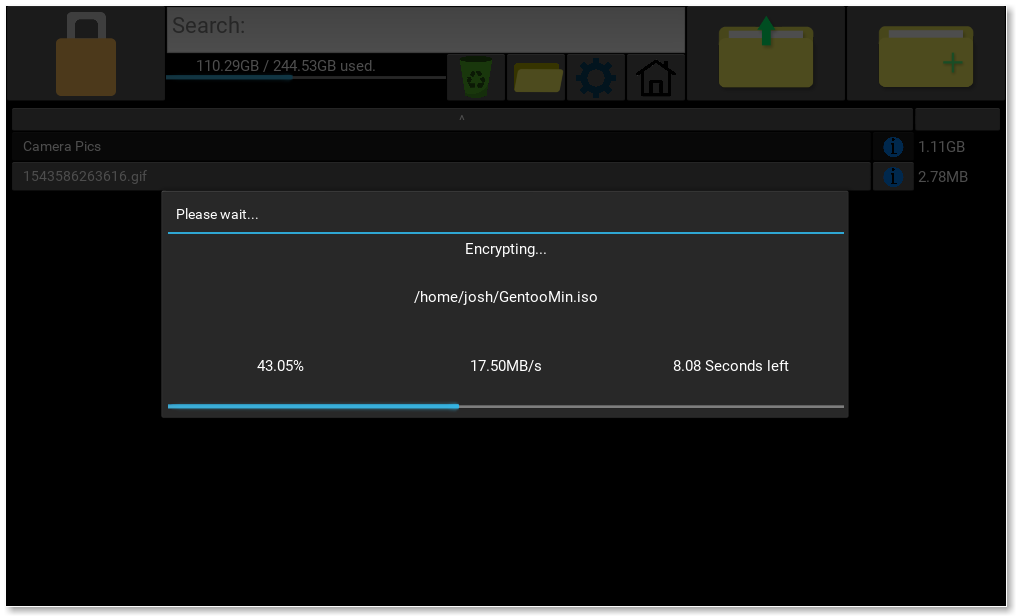 Search:
110.29GB / 244.53GB used.
^
Camera Pics
i
1.11GB
1543586263616.gif
i
2.78MB
Please wait...
Encrypting...
/home/josh/GentooMin.iso
43.05%
17.50MB/s
8.08 Seconds left